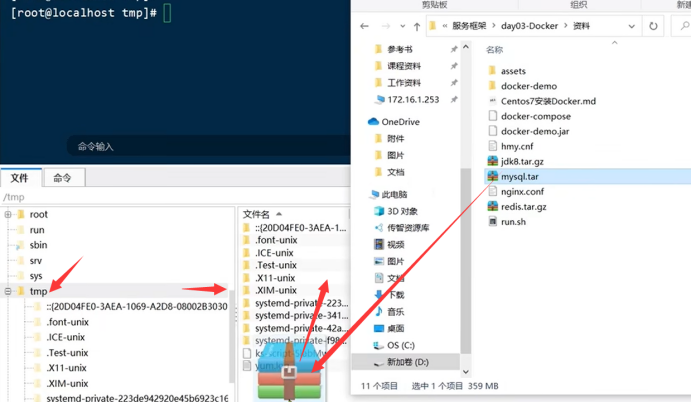 剪贴板
组织
新建
[root@localhost tmp]#
« 服务框架 › day03-Docker › 资料
名称
参考书
课程资料
工作资料
172.16.1.253
OneDrive
附件
图片
文档
此电脑
3D 对象
传智资源库
视频
图片
文档
下载
音乐
桌面
OS (C:)
新加卷 (D:)
assets
docker-demo
Centos7安装Docker.md
docker-compose
docker-demo.jar
hmy.cnf
jdk8.tar.gz
mysql.tar
nginx.conf
redis.tar.gz
run.sh
11 个项目
选中 1 个项目 359 MB
命令输入
文件
命令
/tmp
root
run
sbin
srv
sys
tmp
::{20D04FE0-3AEA-1069-A2D8-08002B3030
.font-unix
.ICE-unix
.Test-unix
.X11-unix
.XIM-unix
systemd-private-223de942920e45b6923c16
文件名
::{20D04FE0-3AEA-1...
.font-unix
.ICE-unix
.Test-unix
.X11-unix
.XIM-unix
systemd-private-223...
systemd-private-341...
systemd-private-42a...
systemd-private-f98...